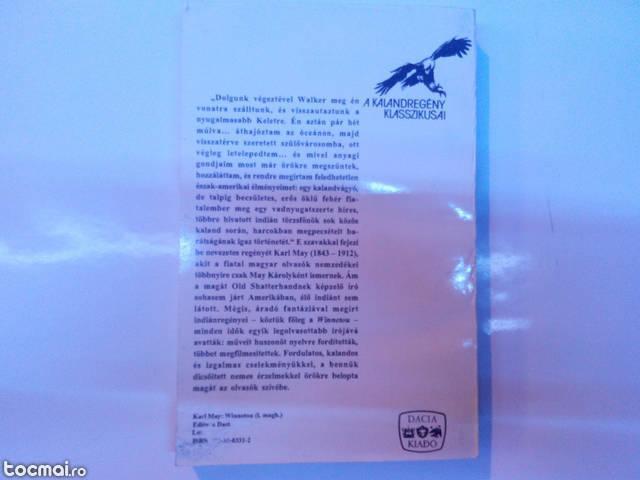 A KALANDREGÉNY
KLASSZIKUSAI
„Dolgunk végeztével Walker meg én
vonatra szálltunk, és visszautaztunk a
nyugalmasabb Keletre. Én aztán pár hét
múlva... áthajóztam az óceánon, majd
visszatérve szeretett szülővárosomba, ott
végleg letelepedtem... és mivel anyagi
gondjaim most már örökre megszűntek,
hozzáláttam, és rendre megírtam feledhetetlen
észak-amerikai élményeimet: egy kalandvágyó,
de talpig becsületes, erős öklű fehér fia-
talember meg egy vadnyugatszerte híres,
többre hivatott indián törzsfőnök sok közös
kaland során, harcokban megpecsételt ba-
rátságának igaz történetét.“ E szavakkal fejezi
be nevezetes regényét Karl May (1843 – 1912),
akit a fiatal magyar olvasók nemzedékei
többnyire csak May Károlyként ismernek. Ám
a magát Old Shatterhandnek képzelő író
sohasem járt Amerikában, élő indiánt sem
látott. Mégis, áradó fantáziával megírt
indiánregényei – köztük főleg a Winnetou –
minden idők egyik legolvasottabb írójává
avatták: műveit huszonöt nyelvre fordították,
többet megfilmesítettek. Fordulatos, kalandos
és izgalmas cselekményükkel, a bennük
dicsőített nemes érzelmekkel örökre belopta
magát az olvasók szívébe.
Karl May: Winnetou (l. magh.)
Editura Dacia
ISBN 8331-2
DACIA
KIADÓ
tocmai.ro